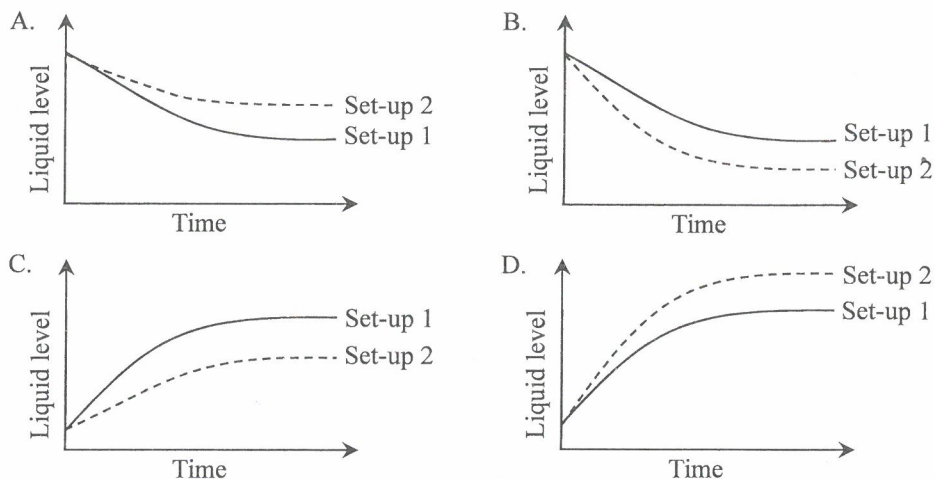 A.
Liquid level
Set-up 2
Set-up 1
Time
B.
Liquid level
Set-up 1
Set-up 2
Time
C.
Liquid level
Set-up 1
Set-up 2
Time
D.
Liquid level
Set-up 2
Set-up 1
Time